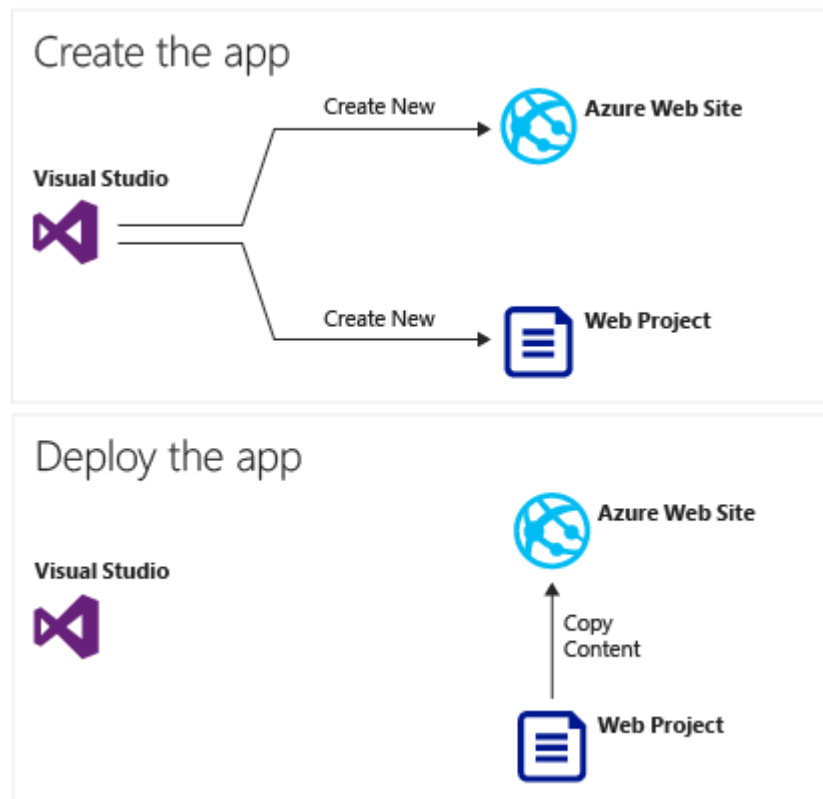 Create the app
Create New
Azure Web Site
Visual Studio
Create New
Web Project
Deploy the app
Azure Web Site
Visual Studio
Copy
Content
Web Project